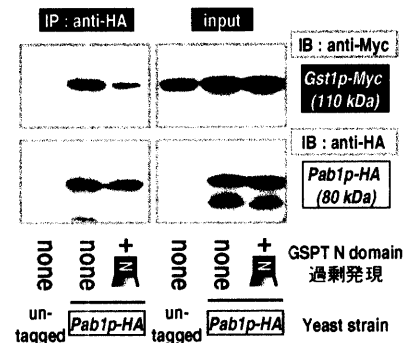 IP : anti-HA
input
IB : anti-Myc
Gst1p-Myc
(110 kDa)
IB : anti-HA
Pab1p-HA
(80 kDa)
none
none
+
N
none
none
+
N
GSPT N domain
過剰発現
un-
tagged
Pab1p-HA
un-
tagged
Pab1p-HA
Yeast strain